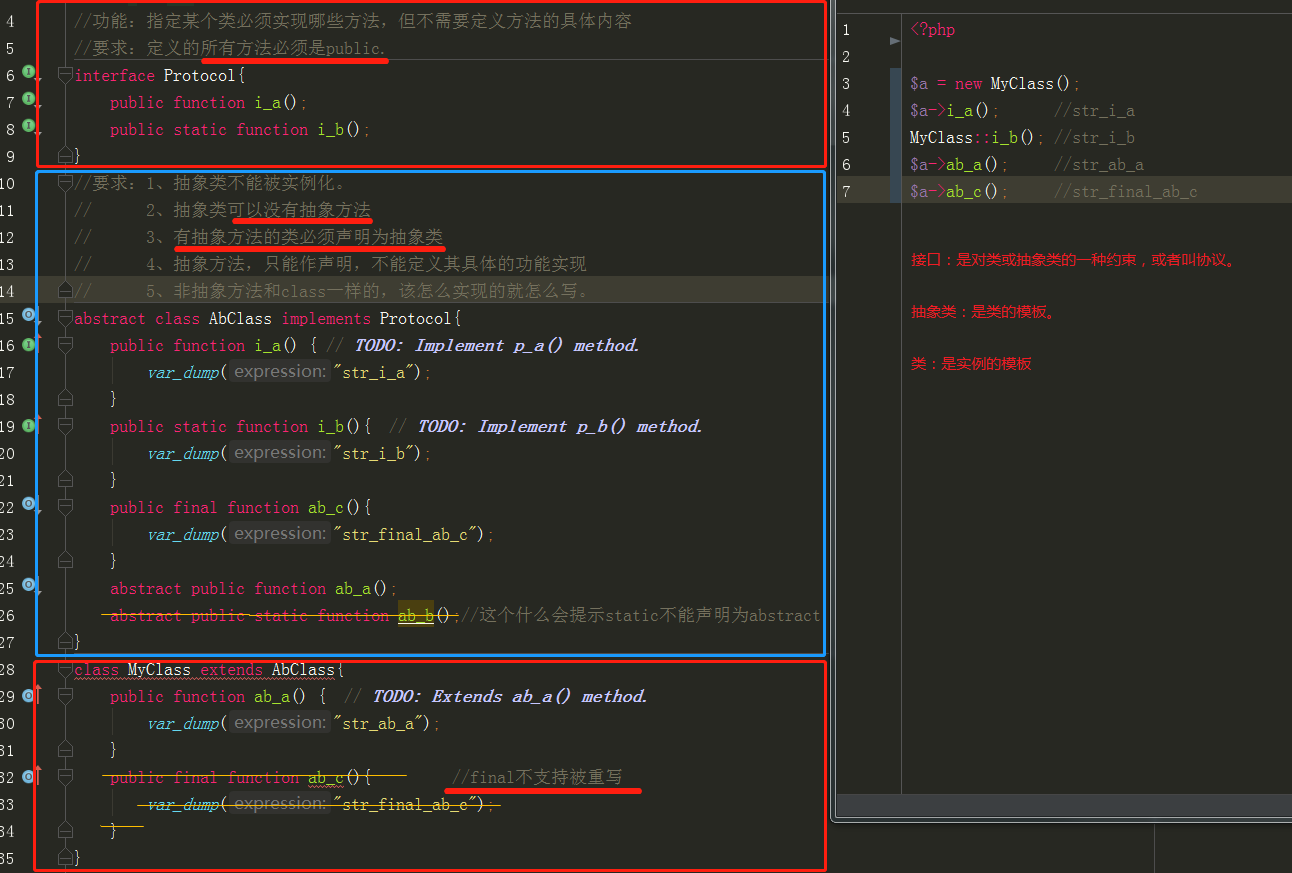 4 //功能：指定某个类必须实现哪些方法，但不需要定义方法的具体内容
5 //要求：定义的所有方法必须是public.
6 interface Protocol{
7 public function i_a();
8 public static function i_b();
9 }
10 //要求：1、抽象类不能被实例化。
11 // 2、抽象类可以没有抽象方法
12 // 3、有抽象方法的类必须声明为抽象类
13 // 4、抽象方法，只能作声明，不能定义其具体的功能实现
14 // 5、非抽象方法和class一样的，该怎么实现的就怎么写。
15 abstract class AbClass implements Protocol{
16 public function i_a() { // TODO: Implement p_a() method.
17 var_dump( expression: "str_i_a");
18 }
19 public static function i_b(){ // TODO: Implement p_b() method.
20 var_dump( expression: "str_i_b");
21 }
22 public final function ab_c(){
23 var_dump( expression: "str_final_ab_c");
24 }
25 abstract public function ab_a();
26 abstract public static function ab_b();//这个什么会提示static不能声明为abstract
27 }
28 class MyClass extends AbClass{
29 public function ab_a() { // TODO: Extends ab_a() method.
30 var_dump( expression: "str_ab_a");
31 }
32 public final function ab_c(){ //final不支持被重写
33 var_dump( expression: "str_final_ab_c");
34 }
35 }
1 <?php
2
3 $a = new MyClass();
4 $a->i_a(); //str_i_a
5 MyClass::i_b(); //str_i_b
6 $a->ab_a(); //str_ab_a
7 $a->ab_c(); //str_final_ab_c
接口：是对类或抽象类的一种约束，或者叫协议。
抽象类：是类的模板。
类：是实例的模板